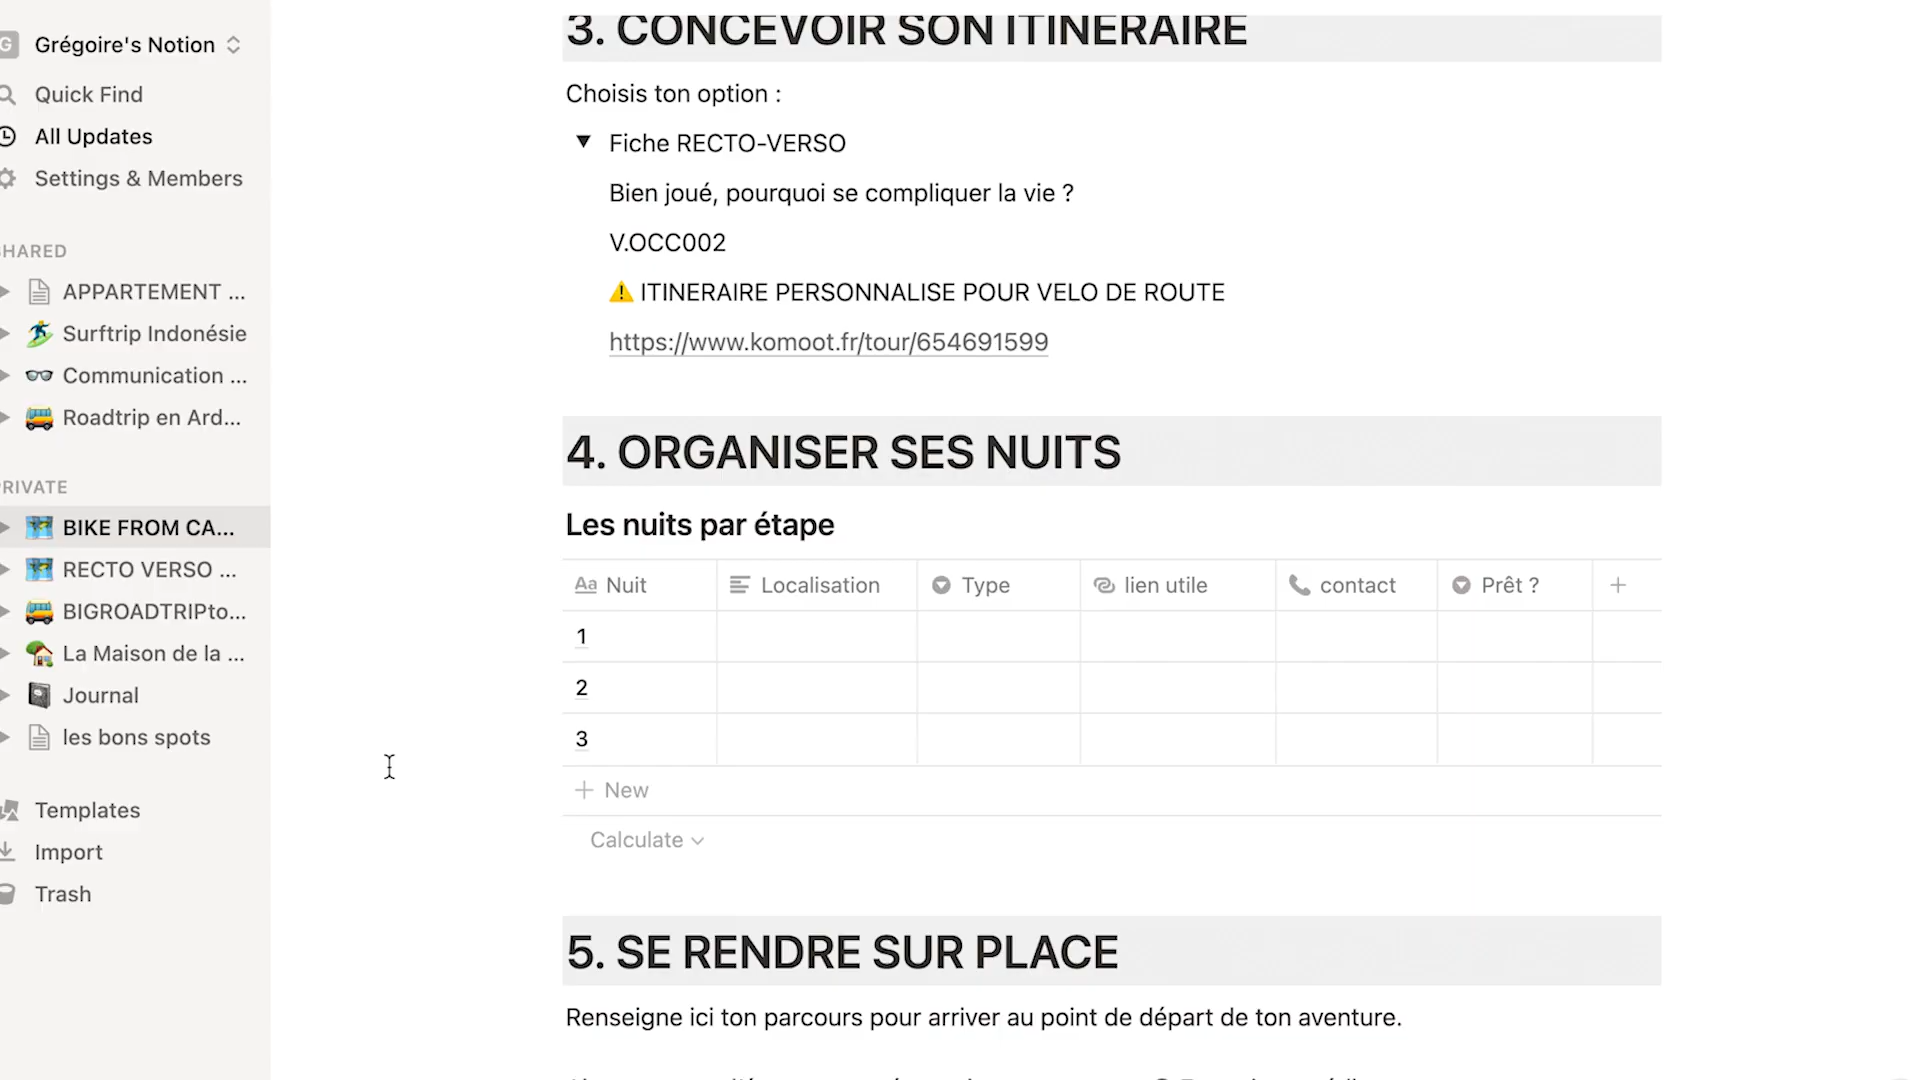 Grégoire's Notion
Quick Find
All Updates
Settings & Members
SHARED
APPARTEMENT ...
Surftrip Indonésie
Communication ...
Roadtrip en Ard...
PRIVATE
BIKE FROM CA...
RECTO VERSO ...
BIGROADTRIPto...
La Maison de la ...
Journal
les bons spots
Templates
Import
Trash
3. CONCEVOIR SON ITINERAIRE
Choisis ton option :
Fiche RECTO-VERSO
Bien joué, pourquoi se compliquer la vie ?
V.OCC002
⚠️ ITINERAIRE PERSONNALISE POUR VELO DE ROUTE
https://www.komoot.fr/tour/654691599
4. ORGANISER SES NUITS
Les nuits par étape
Aa Nuit Localisation Type lien utile contact Prêt ? +
1
2
3
+ New
Calculate
5. SE RENDRE SUR PLACE
Renseigne ici ton parcours pour arriver au point de départ de ton aventure.